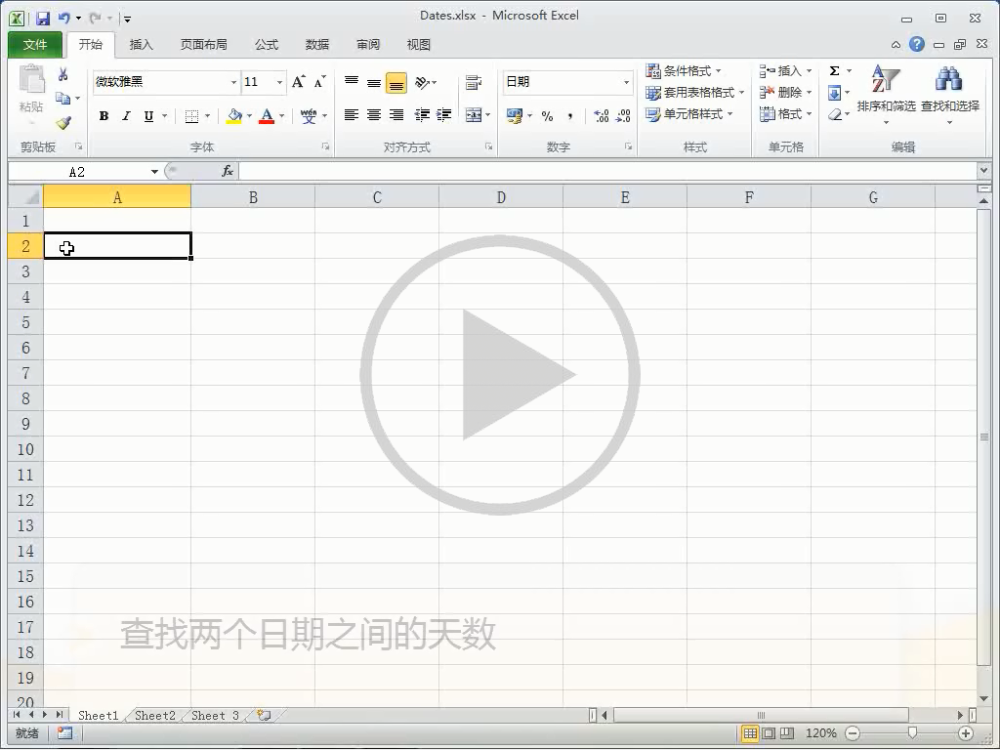 Dates.xlsx - Microsoft Excel
文件 开始 插入 页面布局 公式 数据 审阅 视图
微软雅黑 11 日期 条件格式 插入 Σ
粘贴 套用表格格式 删除 排序和筛选 查找和选择
B I U A wén 文 % , 单元格样式 格式
剪贴板 字体 对齐方式 数字 样式 单元格 编辑
A2 fx
A B C D E F G
1
2
3
4
5
6
7
8
9
10
11
12
13
14
15
16
17
查找两个日期之间的天数
18
19
20
Sheet1 Sheet2 Sheet 3
就绪 120%